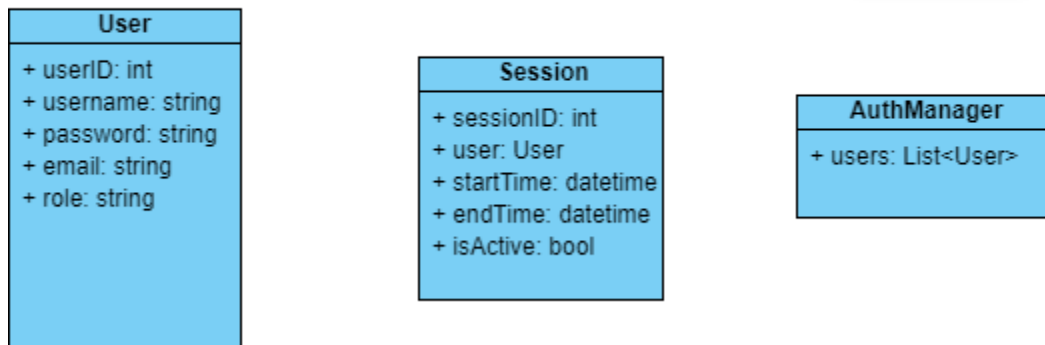 User
+ userID: int
+ username: string
+ password: string
+ email: string
+ role: string
Session
+ sessionID: int
+ user: User
+ startTime: datetime
+ endTime: datetime
+ isActive: bool
AuthManager
+ users: List<User>